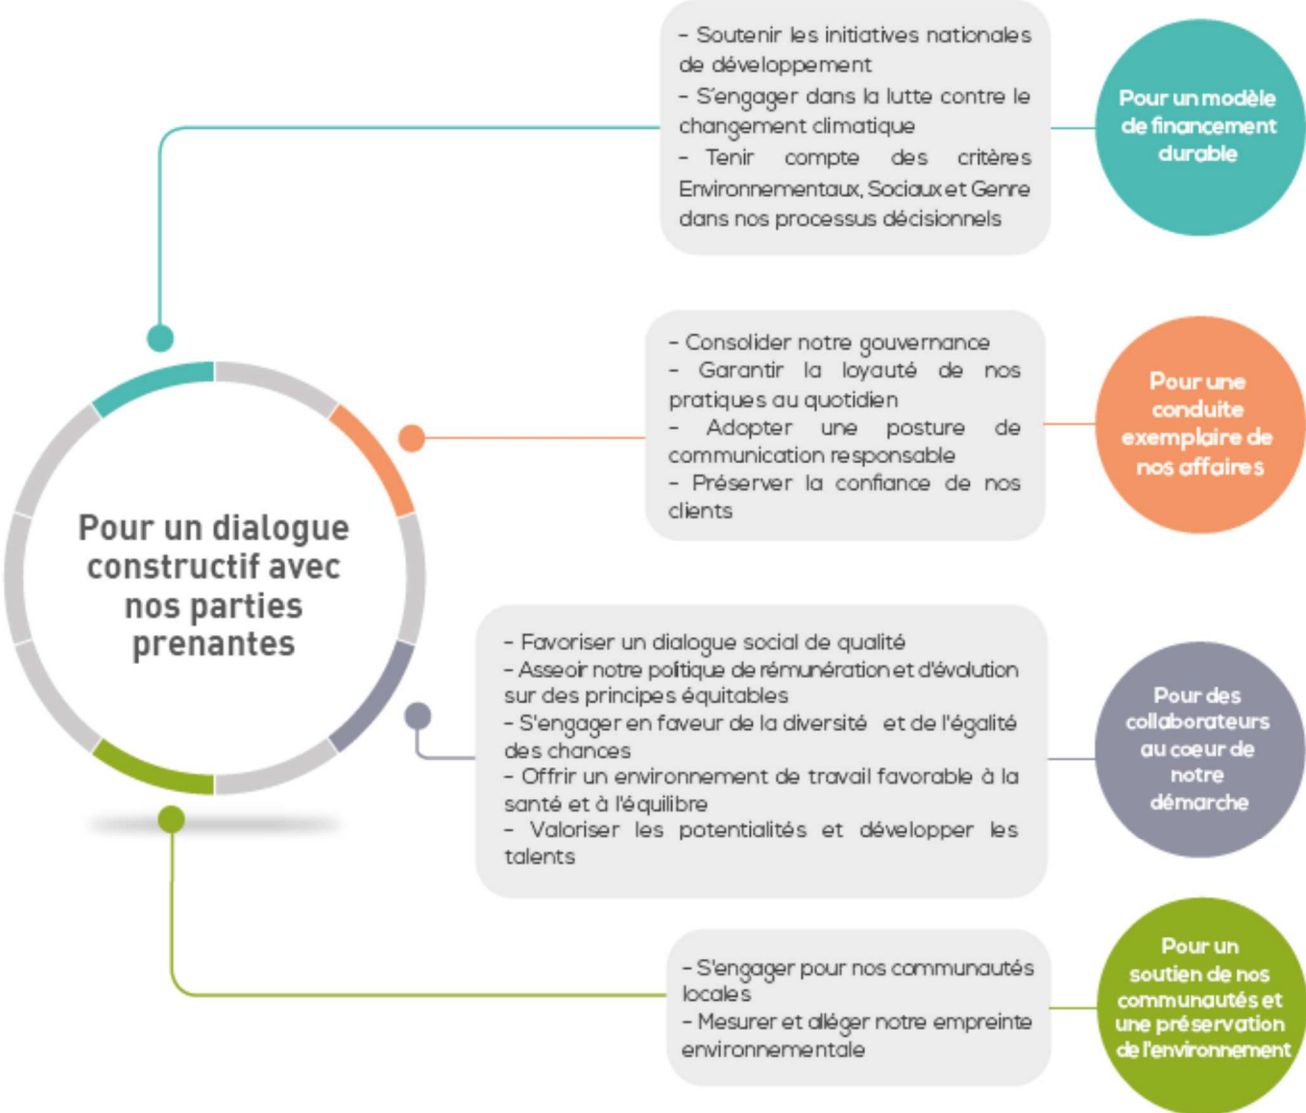 - Soutenir les initiatives nationales
de développement
- S'engager dans la lutte contre le
changement climatique
- Tenir compte des critères
Environnementaux, Sociaux et Genre
dans nos processus décisionnels
Pour un modèle
de financement
durable
- Consolider notre gouvernance
- Garantir la loyauté de nos
pratiques au quotidien
- Adopter une posture de
communication responsable
- Préserver la confiance de nos
clients
Pour une
conduite
exemplaire de
nos affaires
Pour un dialogue
constructif avec
nos parties
prenantes
- Favoriser un dialogue social de qualité
- Asseoir notre politique de rémunération et d'évolution
sur des principes équitables
- S'engager en faveur de la diversité et de l'égalité
des chances
- Offrir un environnement de travail favorable à la
santé et à l'équilibre
- Valoriser les potentialités et développer les
talents
Pour des
collaborateurs
au coeur de
notre
démarche
- S'engager pour nos communautés
locales
- Mesurer et alléger notre empreinte
environnementale
Pour un
soutien de nos
communautés et
une préservation
de l'environnement